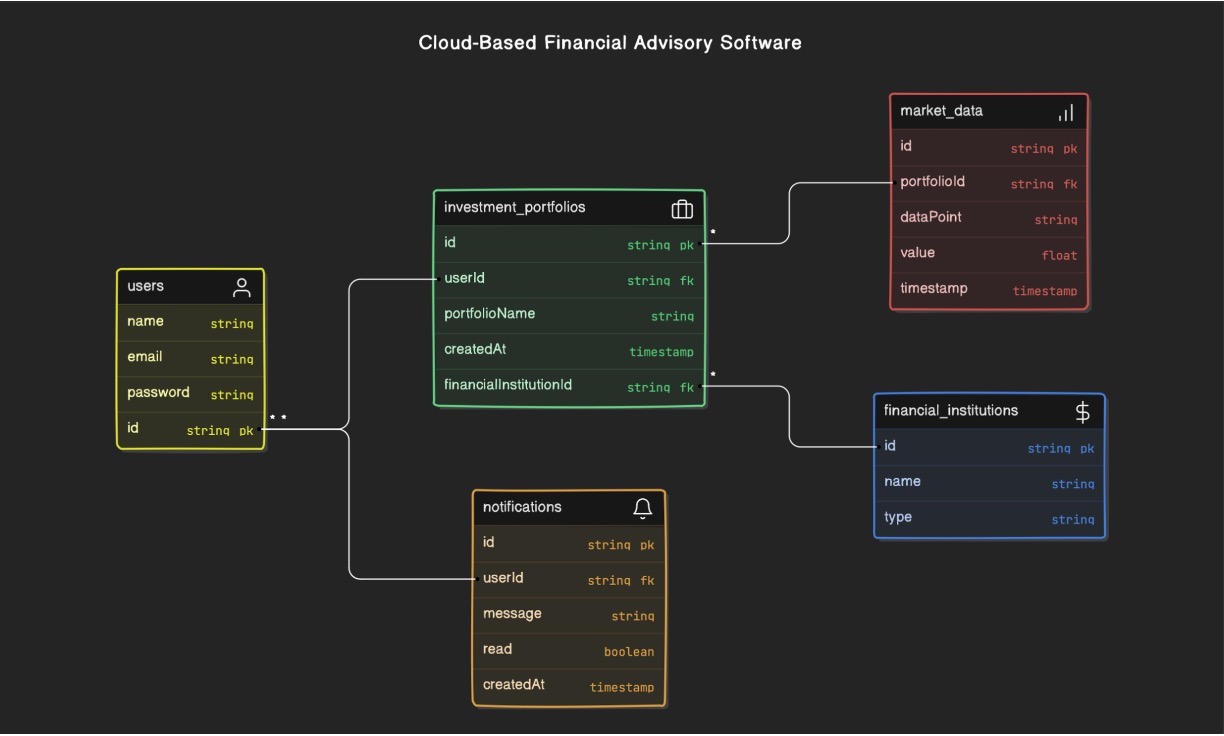 Cloud-Based Financial Advisory Software
users
name string
email string
password string
id string pk
* *
investment_portfolios
id string pk
*
userId string fk
portfolioName string
createdAt timestamp
financialInstitutionId string fk
*
notifications
id string pk
userId string fk
message string
read boolean
createdAt timestamp
market_data
id string pk
portfolioId string fk
dataPoint string
value float
timestamp timestamp
financial_institutions
$
id string pk
name string
type string